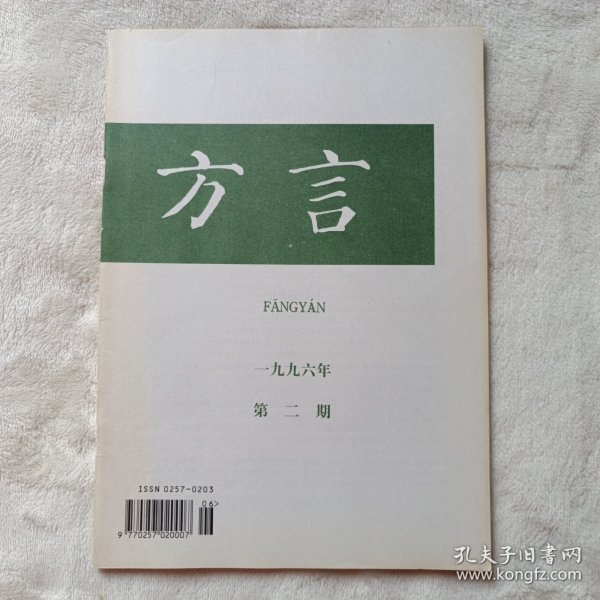 方言
FĀNGYÁN
一九九六年
第二期
ISSN 0257-0203
06>
9 770257 020007
孔夫子旧书网
www.kongfz.com